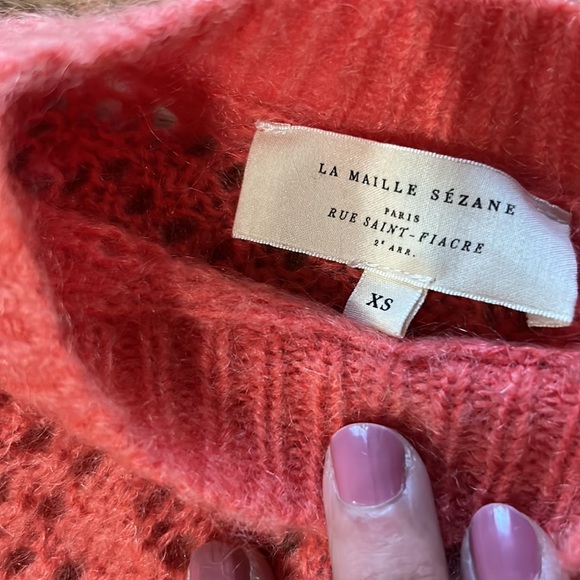 LA MAILLE SÉZANE
PARIS
RUE SAINT-FIACRE
2ᵉ ARR.
XS